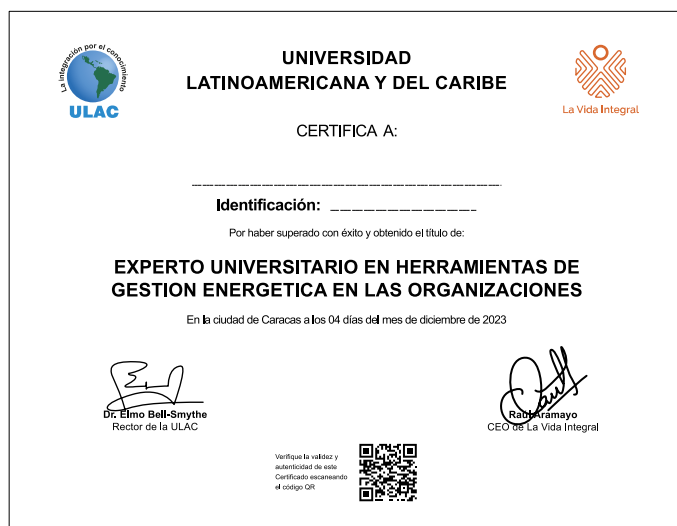 La integración por el conocimiento
ULAC
UNIVERSIDAD
LATINOAMERICANA Y DEL CARIBE
La Vida Integral
CERTIFICA A:
Identificación:
Por haber superado con éxito y obtenido el título de:
EXPERTO UNIVERSITARIO EN HERRAMIENTAS DE
GESTION ENERGETICA EN LAS ORGANIZACIONES
En la ciudad de Caracas a los 04 días del mes de diciembre de 2023
Dr. Elmo Bell-Smythe
Rector de la ULAC
Raul Aramayo
CEO de La Vida Integral
Verifique la validez y
autenticidad de este
Certificado escaneando
el código QR